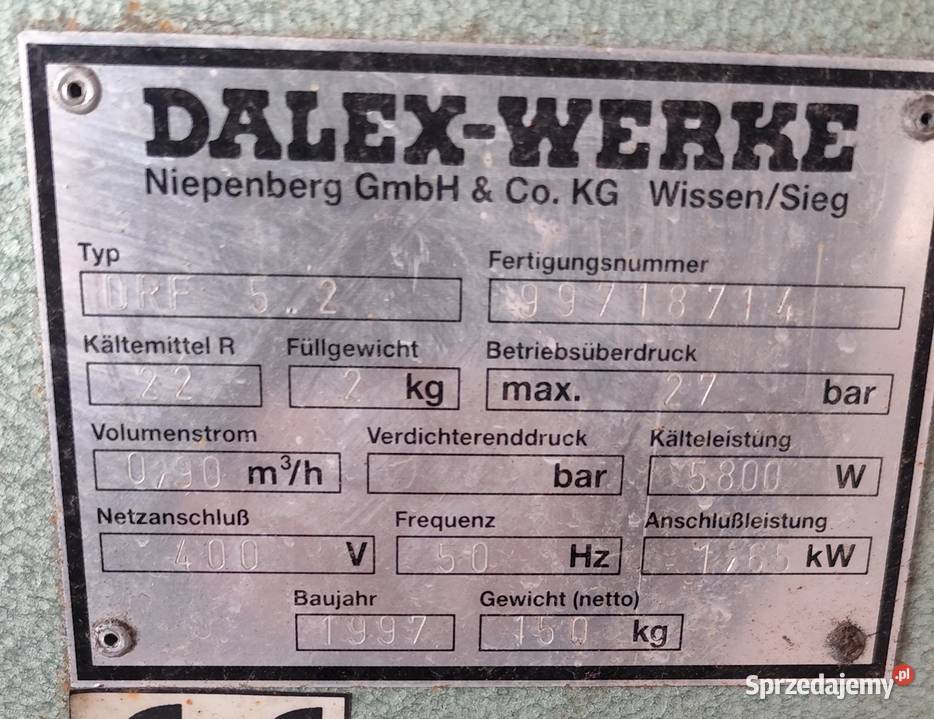 DALEX-WERKE
Niepenberg GmbH & Co. KG Wissen/Sieg
Typ Fertigungsnummer
DRF 5.2 99718714
Kältemittel R Füllgewicht Betriebsüberdruck
22 2 kg max. 27 bar
Volumenstrom Verdichterenddruck Kälteleistung
0,90 m³/h bar 5800 W
Netzanschluß Frequenz Anschlußleistung
400 V 50 Hz 1,65 kW
Baujahr Gewicht (netto)
1997 150 kg
Sprzedajemy.pl